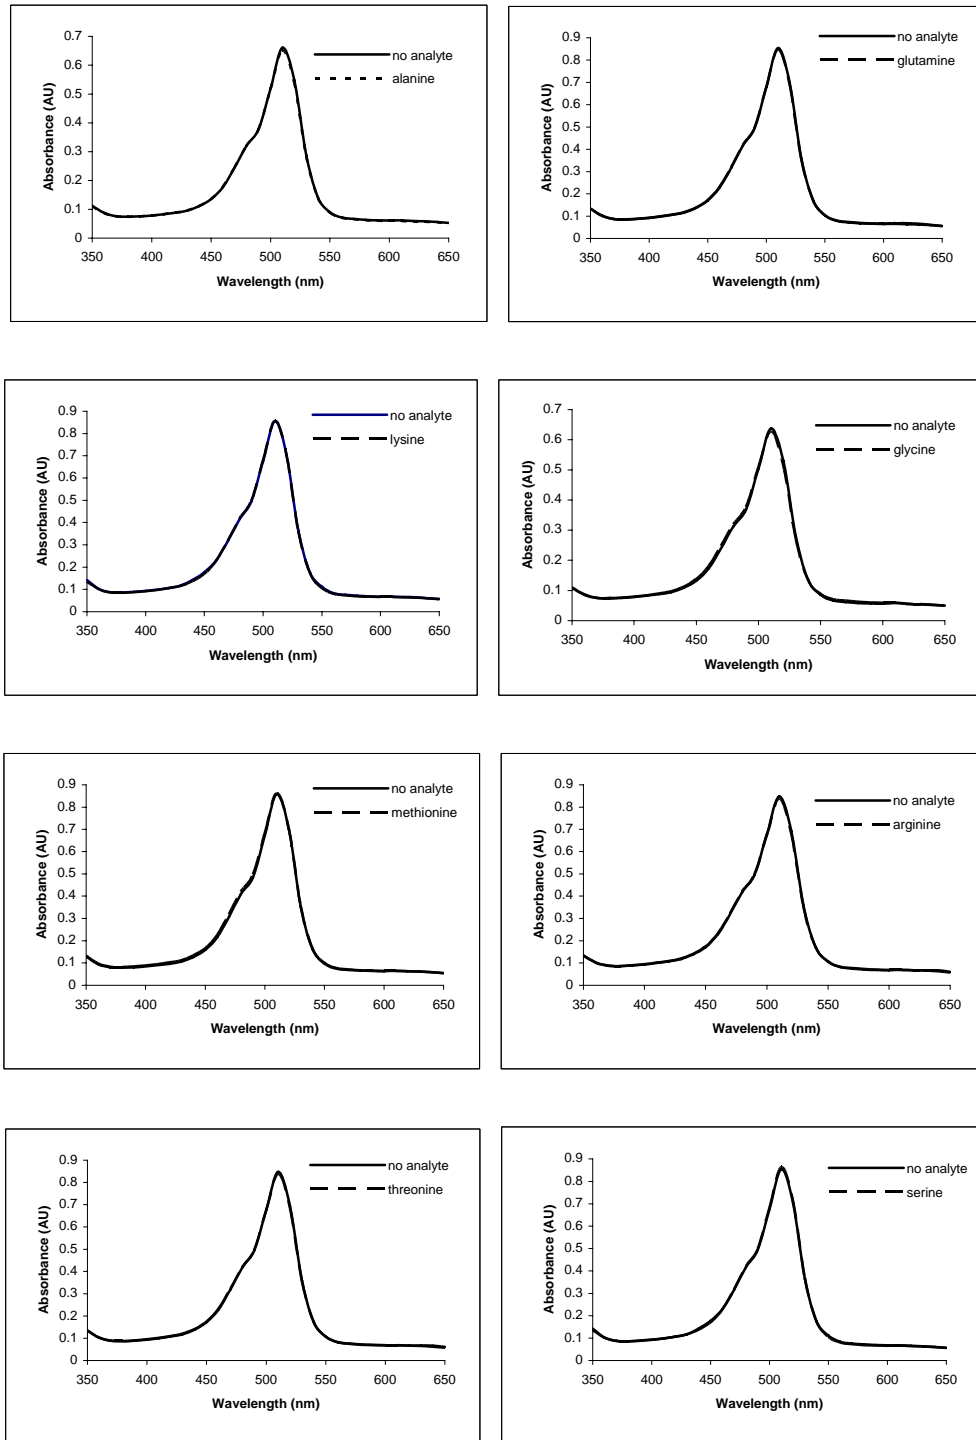 no analyte
alanine
Absorbance (AU)
0.7
0.6
0.5
0.4
0.3
0.2
0.1
0
350 400 450 500 550 600 650
Wavelength (nm)
no analyte
glutamine
Absorbance (AU)
0.9
0.8
0.7
0.6
0.5
0.4
0.3
0.2
0.1
0
350 400 450 500 550 600 650
Wavelength (nm)
no analyte
lysine
Absorbance (AU)
0.9
0.8
0.7
0.6
0.5
0.4
0.3
0.2
0.1
0
350 400 450 500 550 600 650
Wavelength (nm)
no analyte
glycine
Absorbance (AU)
0.7
0.6
0.5
0.4
0.3
0.2
0.1
0
350 400 450 500 550 600 650
Wavelength (nm)
no analyte
methionine
Absorbance (AU)
0.9
0.8
0.7
0.6
0.5
0.4
0.3
0.2
0.1
0
350 400 450 500 550 600 650
Wavelength (nm)
no analyte
arginine
Absorbance (AU)
0.9
0.8
0.7
0.6
0.5
0.4
0.3
0.2
0.1
0
350 400 450 500 550 600 650
Wavelength (nm)
no analyte
threonine
Absorbance (AU)
0.9
0.8
0.7
0.6
0.5
0.4
0.3
0.2
0.1
0
350 400 450 500 550 600 650
Wavelength (nm)
no analyte
serine
Absorbance (AU)
0.9
0.8
0.7
0.6
0.5
0.4
0.3
0.2
0.1
0
350 400 450 500 550 600 650
Wavelength (nm)